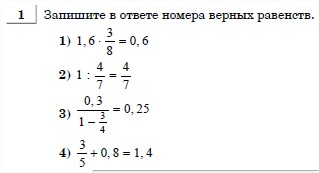 1 Запишите в ответе номера верных равенств.
1) 1,6 · 3/8 = 0,6
2) 1 : 4/7 = 4/7
3) 0,3/(1 − 3/4) = 0,25
4) 3/5 + 0,8 = 1,4